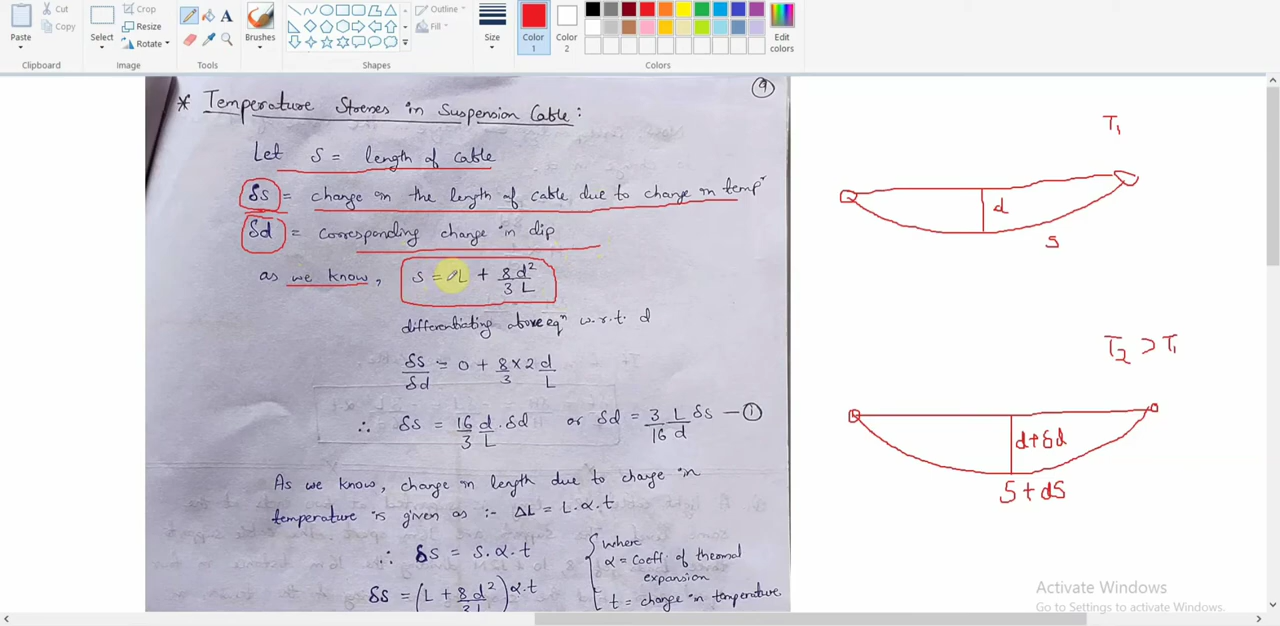 Cut
Copy
Paste
Clipboard
Select
Crop
Resize
Rotate
Image
A
Tools
Brushes
Outline
Fill
Shapes
Size
Color
1
Color
2
Edit
colors
Colors
(9)
* Temperature Stresses in Suspension Cable:
Let S = length of cable
δs = change in the length of cable due to change in tempr
δd = corresponding change in dip
as we know, S = L + 8d²/3L
differentiating above eqn w.r.t. d
δs/δd = 0 + 8/3 × 2 d/L
∴ δs = 16/3 d/L . δd or δd = 3/16 L/d δs — ①
As we know, change in length due to change in
temperature is given as :- ΔL = L.α.t
∴ δs = S.α.t
δs = (L + 8d²/3L) α.t
where
α = coeff. of thermal
expansion
t = change in temperature
T₁
d
s
T₂ > T₁
d+δd
S+dS
Activate Windows
Go to Settings to activate Windows.